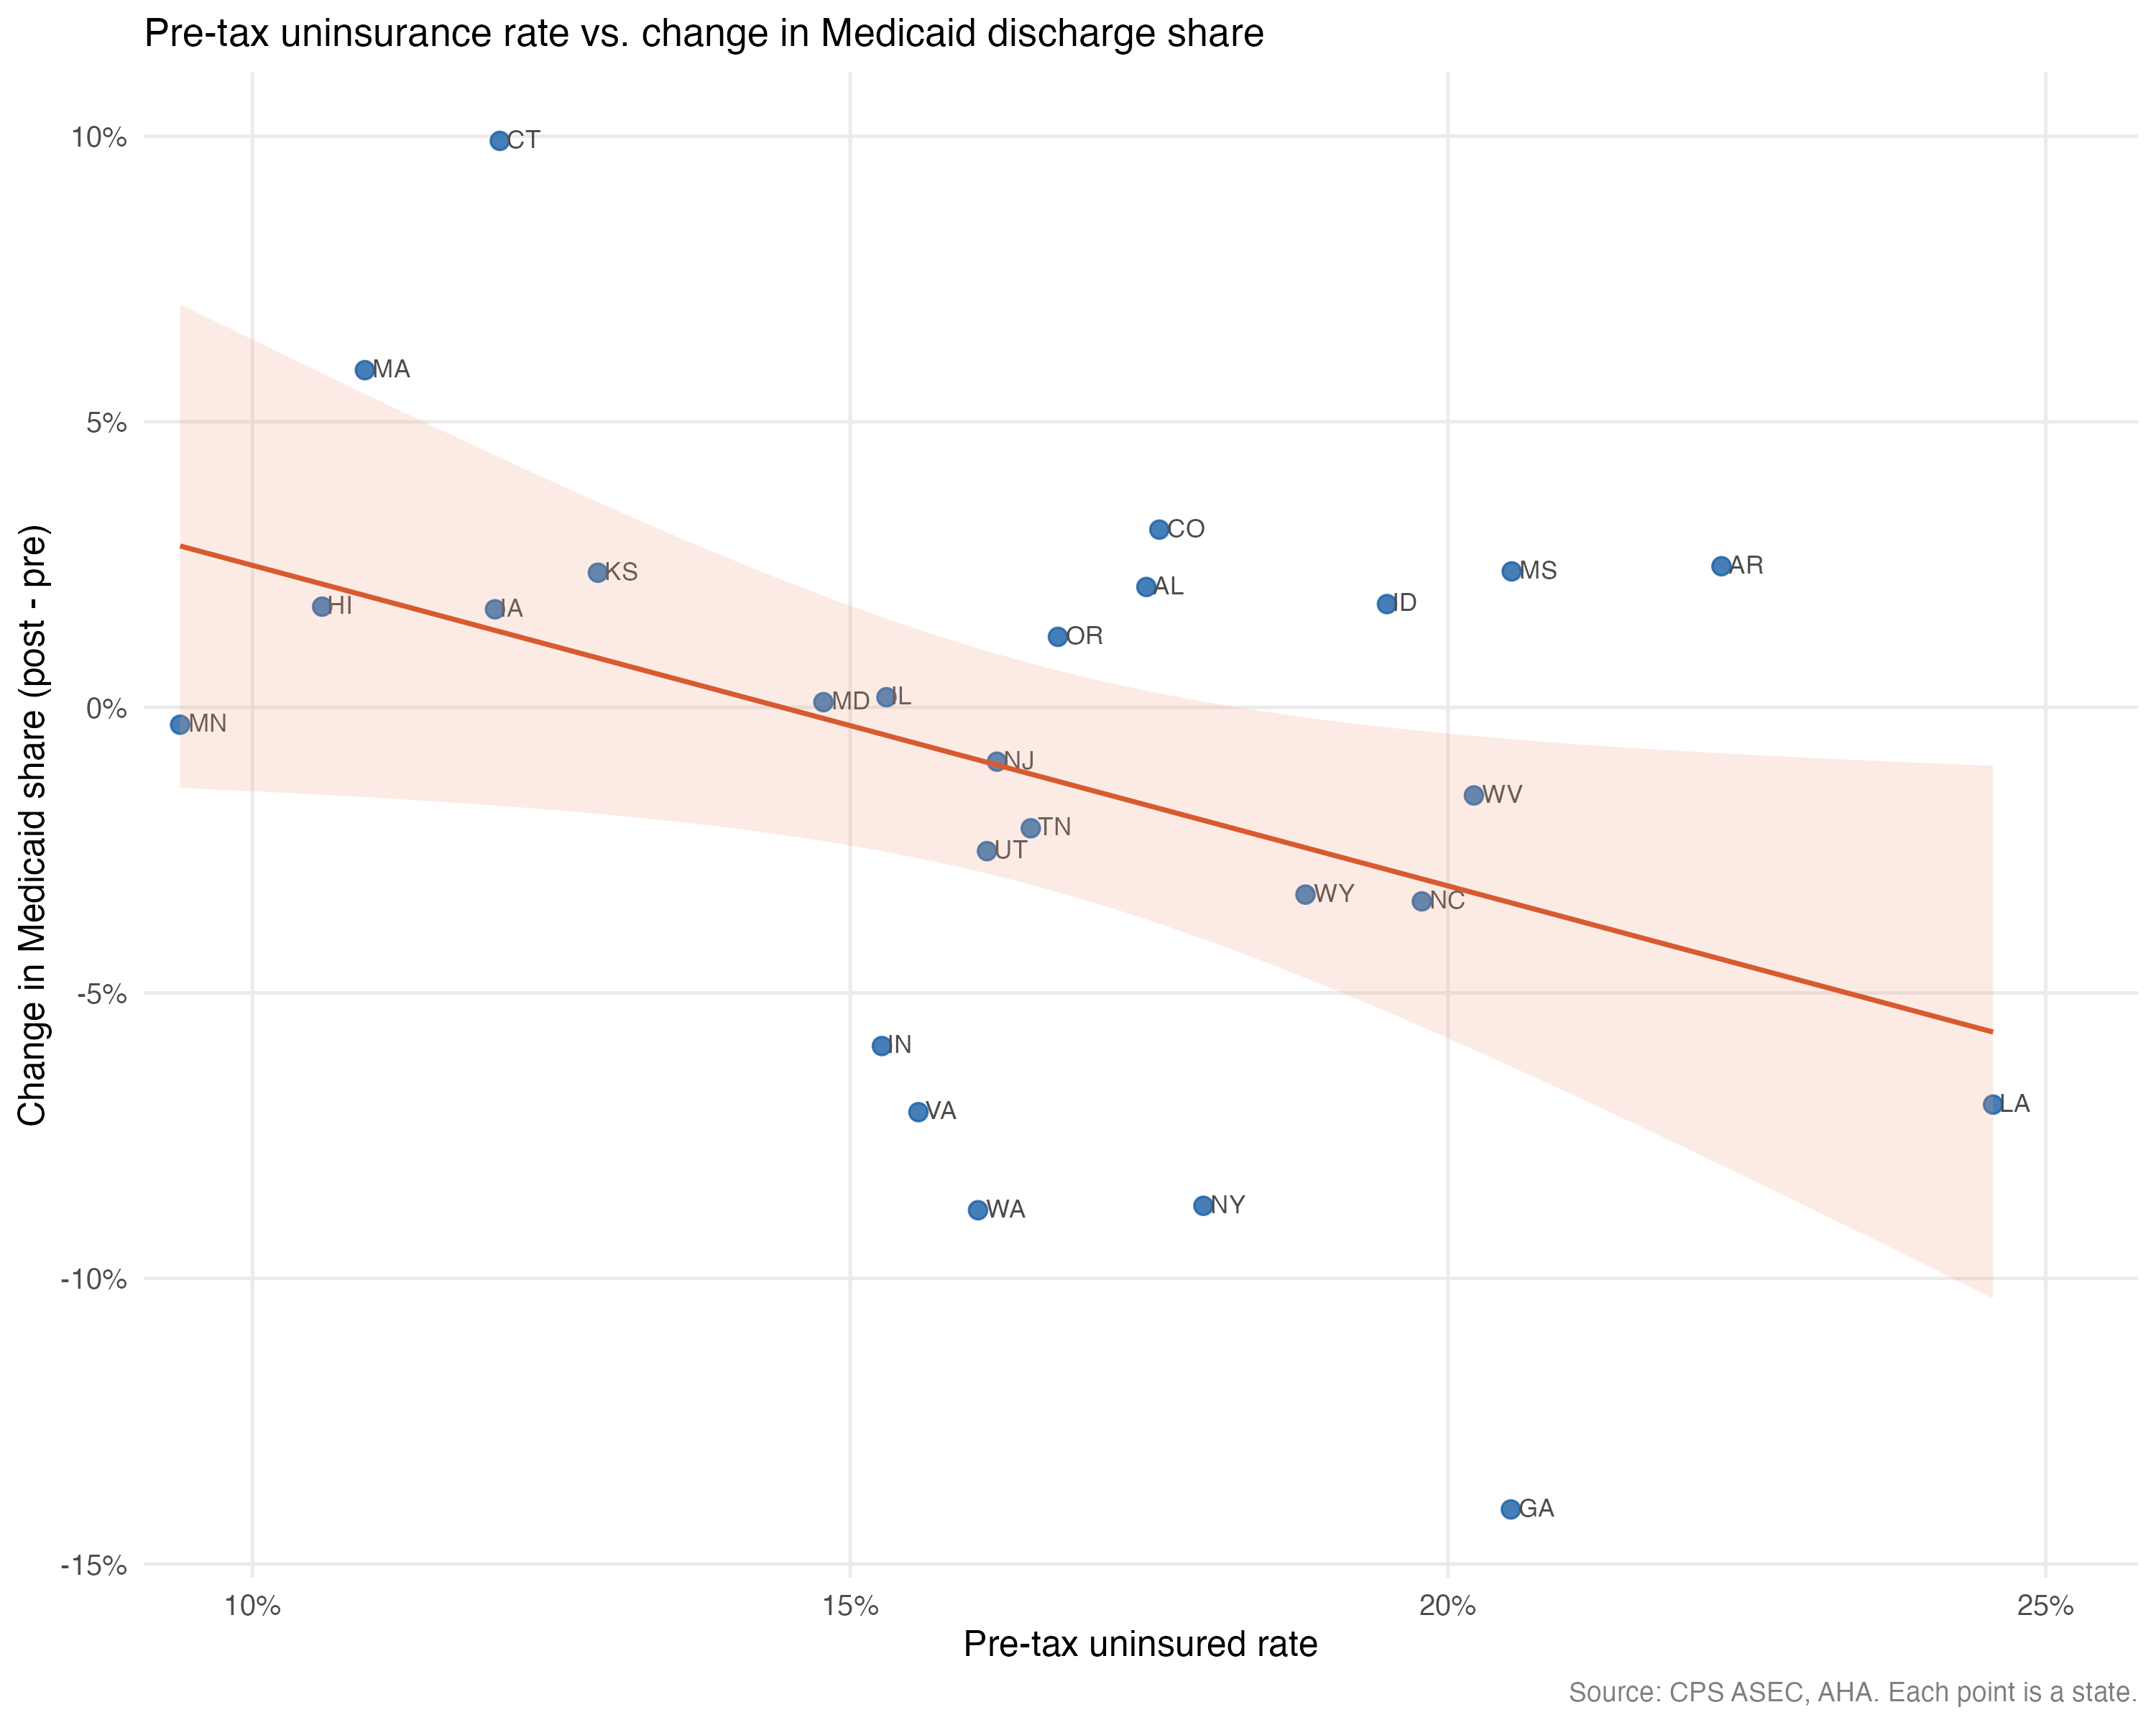 Pre-tax uninsurance rate vs. change in Medicaid discharge share
Change in Medicaid share (post - pre)
10%
5%
0%
-5%
-10%
-15%
CT
MA
CO
KS
MS
AR
AL
HI
IA
ID
OR
MD
IL
MN
NJ
WV
TN
UT
WY
NC
IN
VA
LA
WA
NY
GA
10%
15%
20%
25%
Pre-tax uninsured rate
Source: CPS ASEC, AHA. Each point is a state.